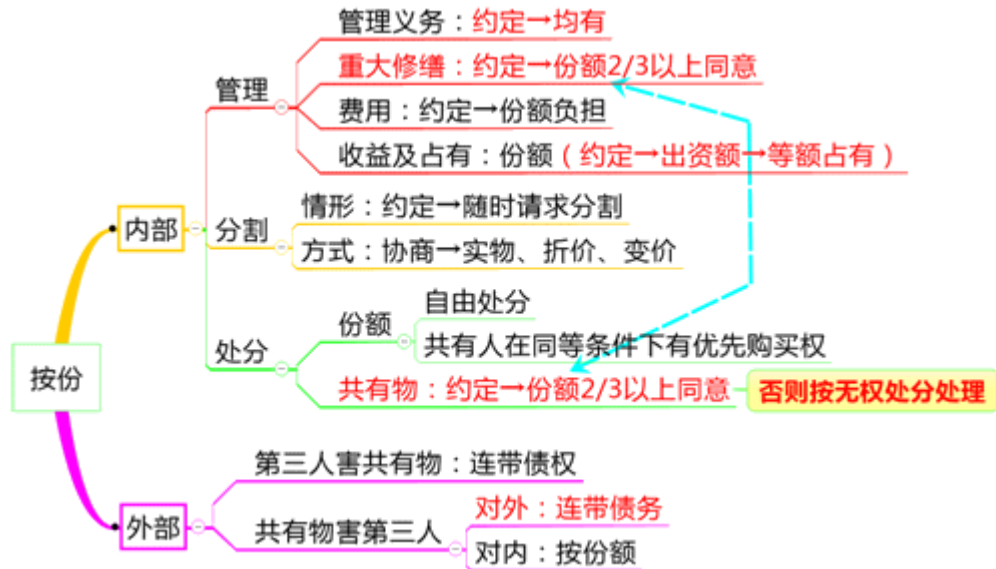 按份
内部
管理
管理义务：约定→均有
重大修缮：约定→份额2/3以上同意
费用：约定→份额负担
收益及占有：份额（约定→出资额→等额占有）
分割
情形：约定→随时请求分割
方式：协商→实物、折价、变价
处分
份额
自由处分
共有人在同等条件下有优先购买权
共有物：约定→份额2/3以上同意
否则按无权处分处理
外部
第三人害共有物：连带债权
共有物害第三人
对外：连带债务
对内：按份额